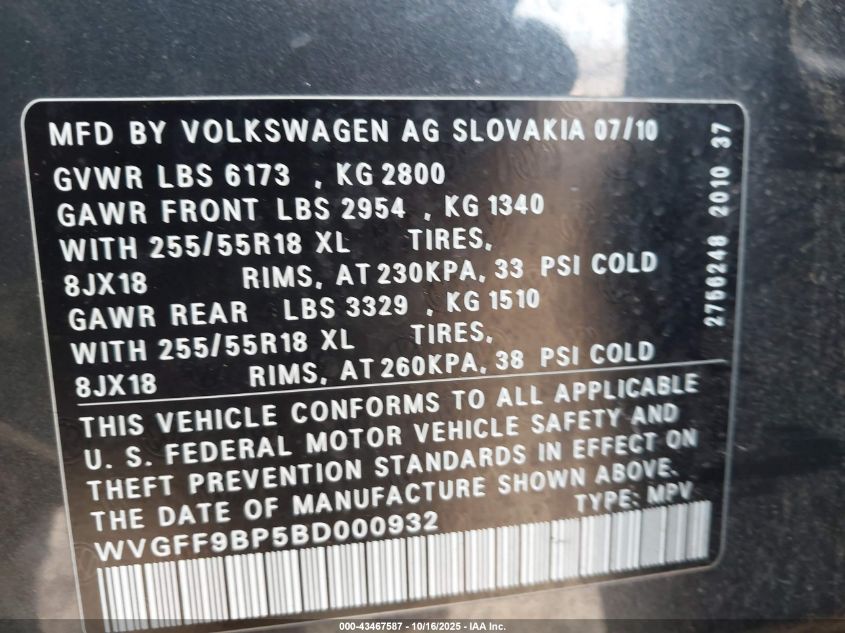 MFD BY VOLKSWAGEN AG SLOVAKIA 07/10
GVWR LBS 6173 , KG 2800
GAWR FRONT LBS 2954 , KG 1340
WITH 255/55R18 XL TIRES,
8JX18 RIMS, AT 230KPA, 33 PSI COLD
GAWR REAR LBS 3329 , KG 1510
WITH 255/55R18 XL TIRES,
8JX18 RIMS, AT 260KPA, 38 PSI COLD
2756248 2010 37
THIS VEHICLE CONFORMS TO ALL APPLICABLE
U. S. FEDERAL MOTOR VEHICLE SAFETY AND
THEFT PREVENTION STANDARDS IN EFFECT ON
THE DATE OF MANUFACTURE SHOWN ABOVE.
WVGFF9BP5BD000932 TYPE: MPV
000-43467587 - 10/16/2025 - IAA Inc.